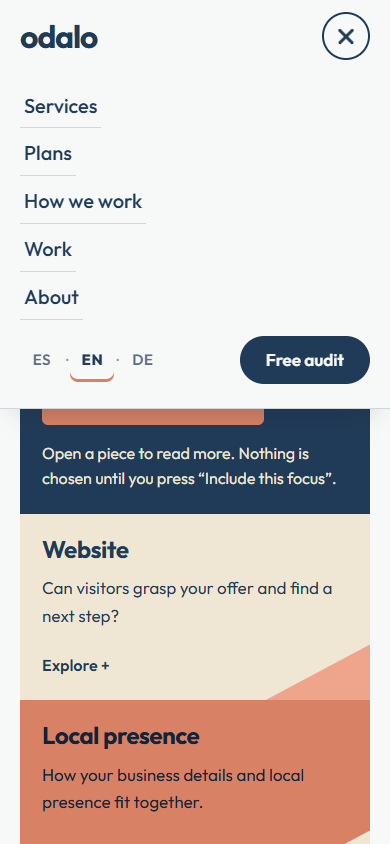 odalo
Services
Plans
How we work
Work
About
ES · EN · DE
Free audit
Open a piece to read more. Nothing is
chosen until you press “Include this focus”.
Website
Can visitors grasp your offer and find a
next step?
Explore +
Local presence
How your business details and local
presence fit together.